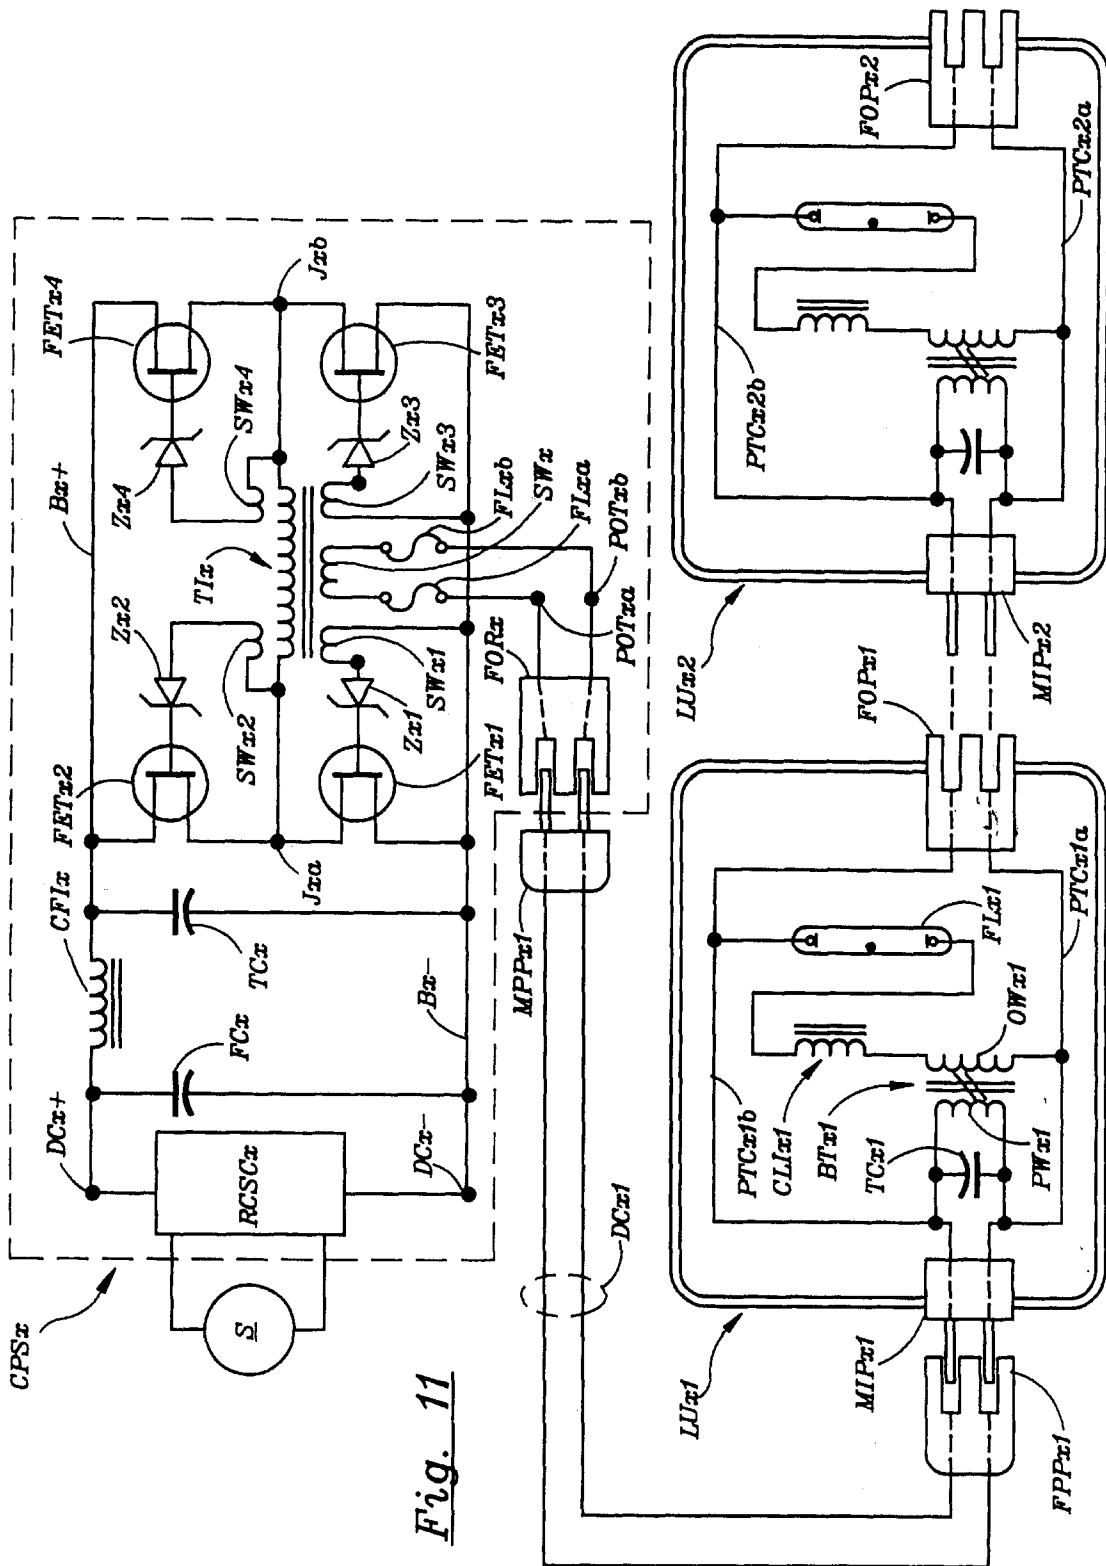 Fig. 11
CPSx
S
RCSCx
DCx+
DCx-
FCx
CFIx
TCx
Bx-
Bx+
FETx2
Jxa
Zx2
SWx2
TIx
Zx4
SWx4
FETx4
Jxb
FETx3
Zx3
SWx3
FLxb
SWx
FLxa
POTxb
POTxa
FORx
SWx1
Zx1
FETx1
MPPx1
DCx1
FPPx1
MIPx1
LUx1
PTCx1b
CLIx1
BTx1
TCx1
PWx1
OWx1
FLx1
PTCx1a
FOPx1
MIPx2
LUx2
PTCx2b
PTCx2a
FOPx2